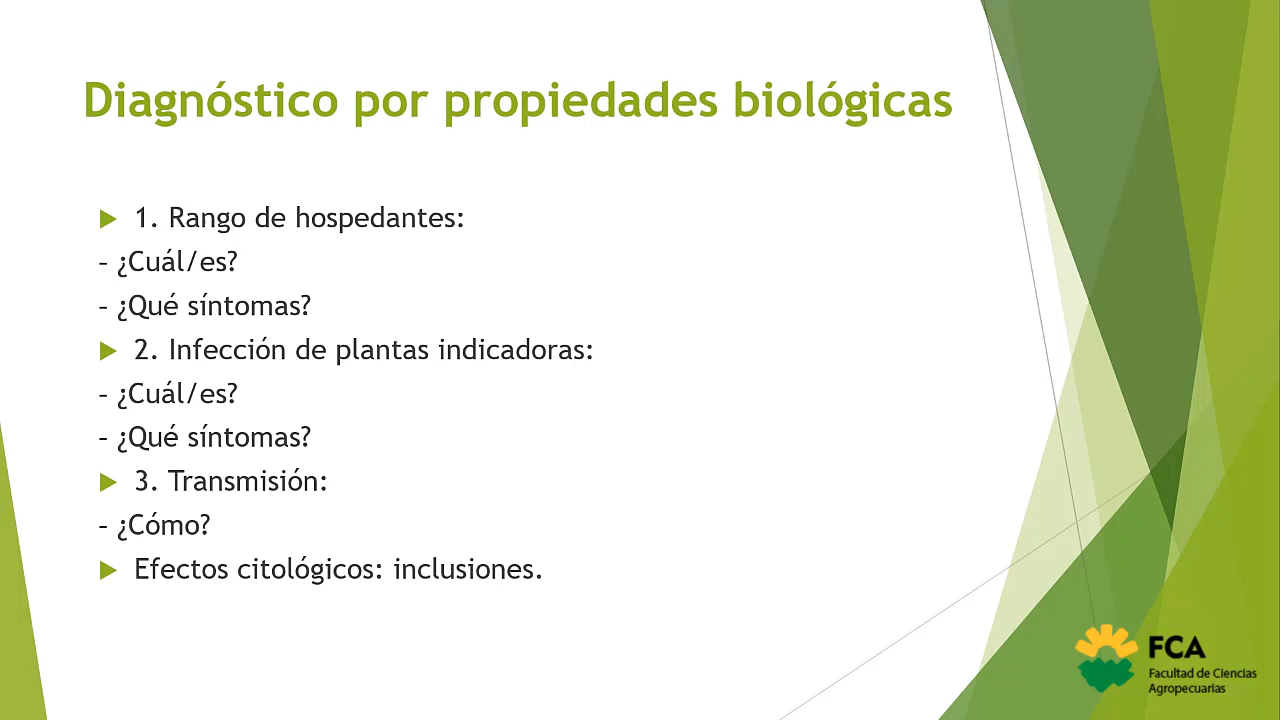 Diagnóstico por propiedades biológicas
1. Rango de hospedantes:
– ¿Cuál/es?
– ¿Qué síntomas?
2. Infección de plantas indicadoras:
– ¿Cuál/es?
– ¿Qué síntomas?
3. Transmisión:
– ¿Cómo?
Efectos citológicos: inclusiones.
FCA
Facultad de Ciencias
Agropecuarias